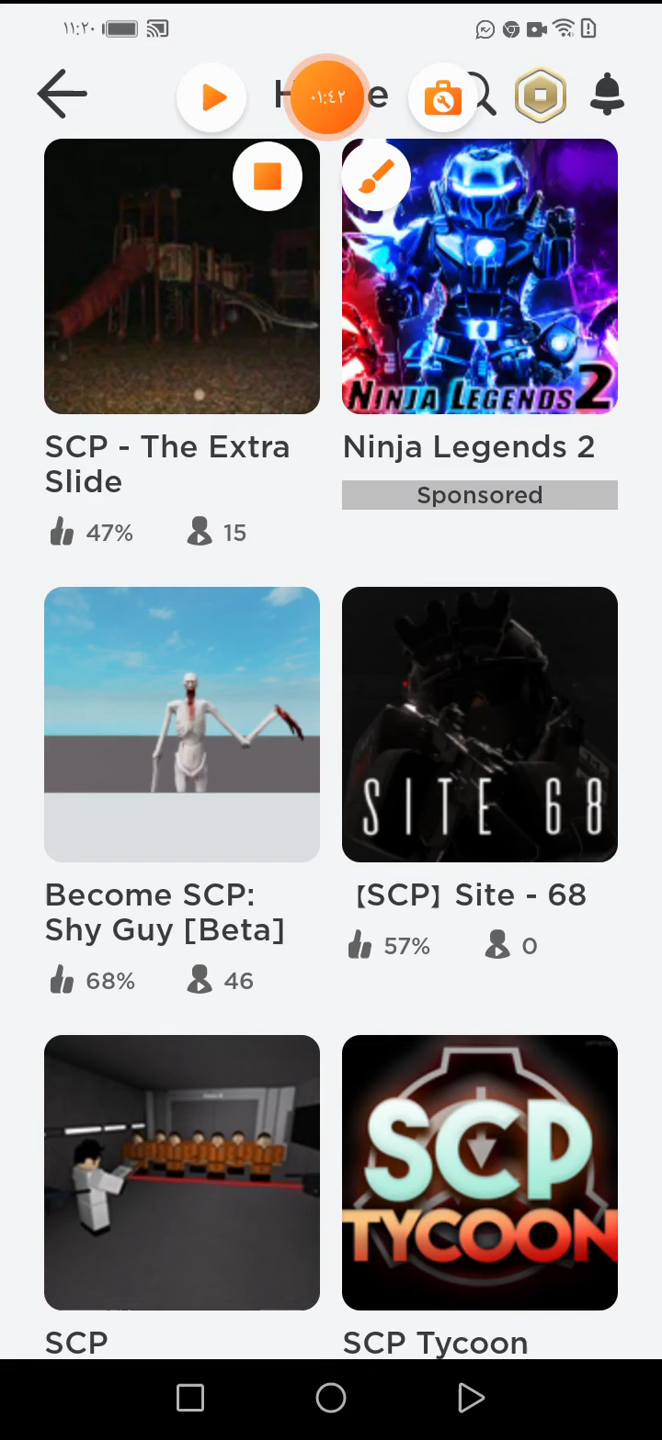 ١١:٢٠
H e
٠١:٤٢
NINJA LEGENDS 2
SCP - The Extra
Slide
47% 15
Ninja Legends 2
Sponsored
SITE 68
Become SCP:
Shy Guy [Beta]
68% 46
【SCP】 Site - 68
57% 0
SCP
TYCOON
SCP
SCP Tycoon